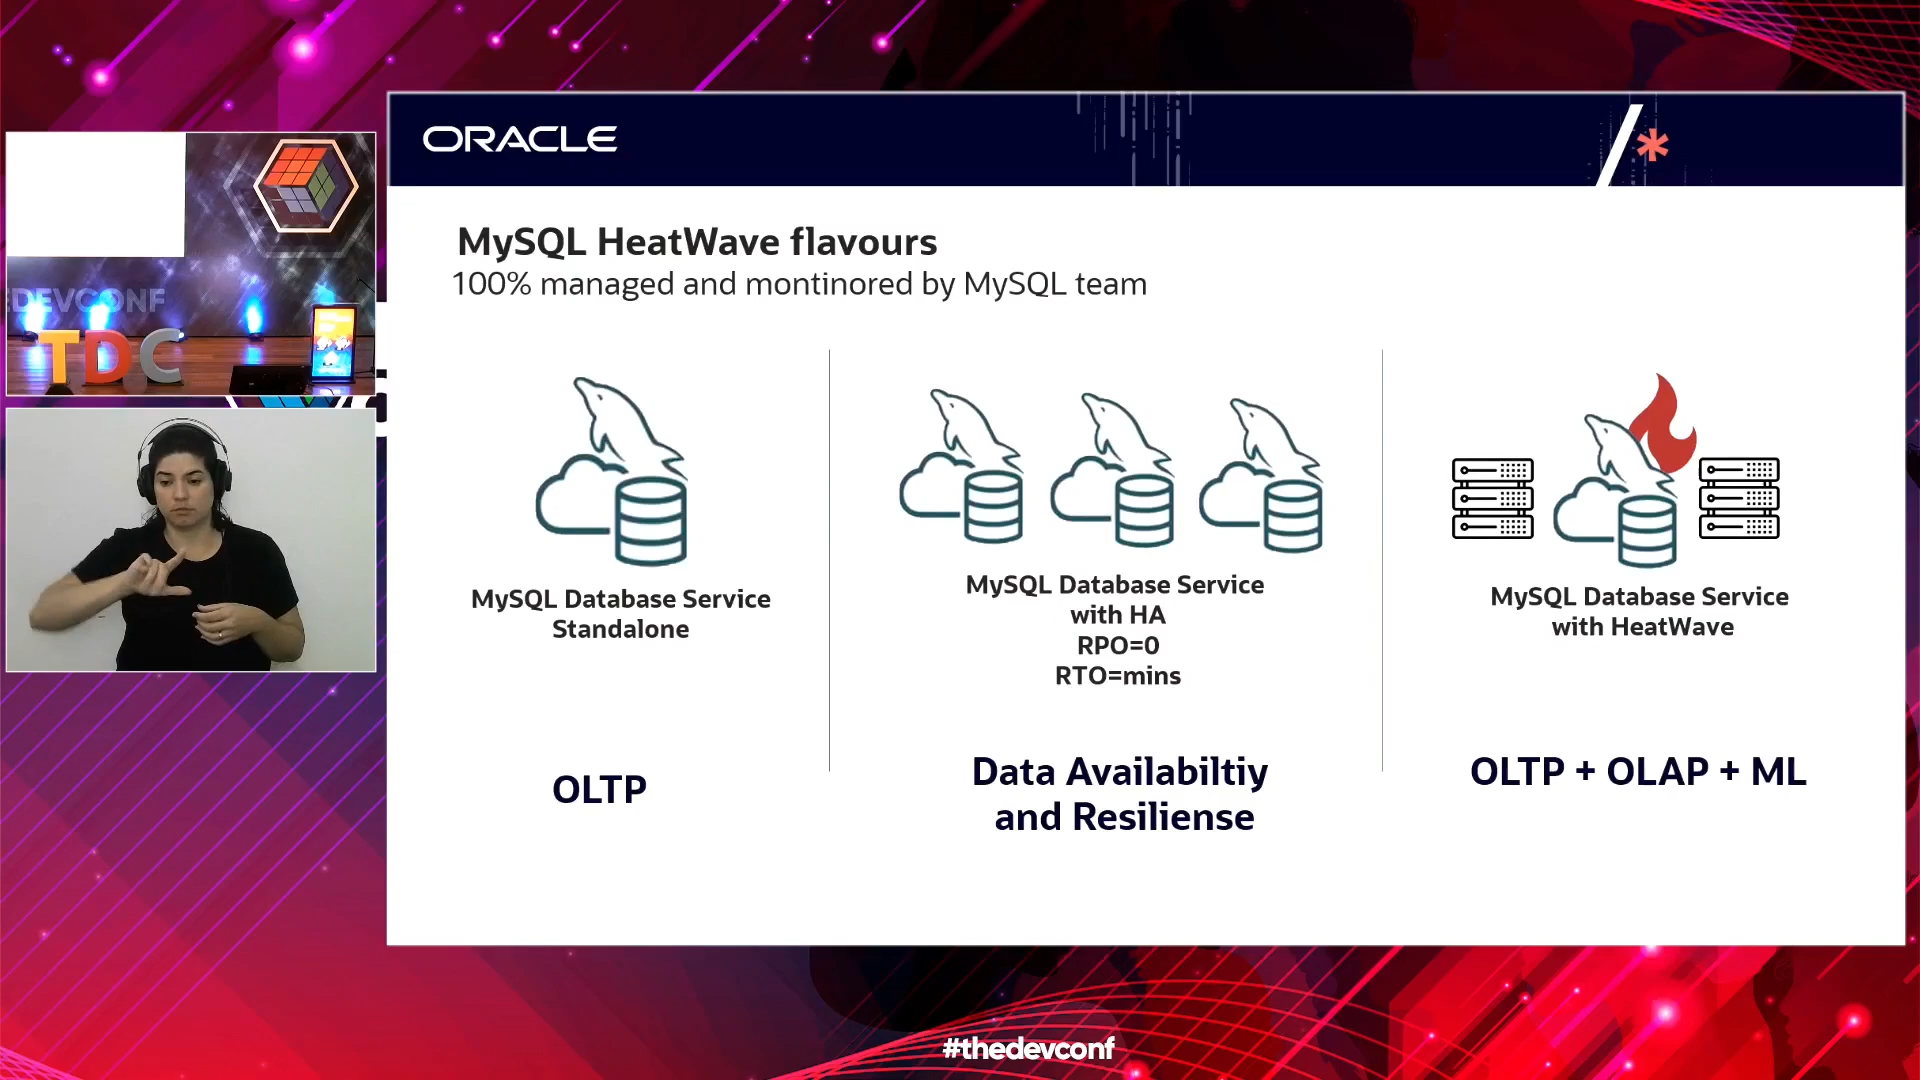 ORACLE
/*
MySQL HeatWave flavours
100% managed and montinored by MySQL team
EDEVCONF
TDC
MySQL Database Service
Standalone
OLTP
MySQL Database Service
with HA
RPO=0
RTO=mins
Data Availabiltiy
and Resiliense
MySQL Database Service
with HeatWave
OLTP + OLAP + ML
#thedevconf